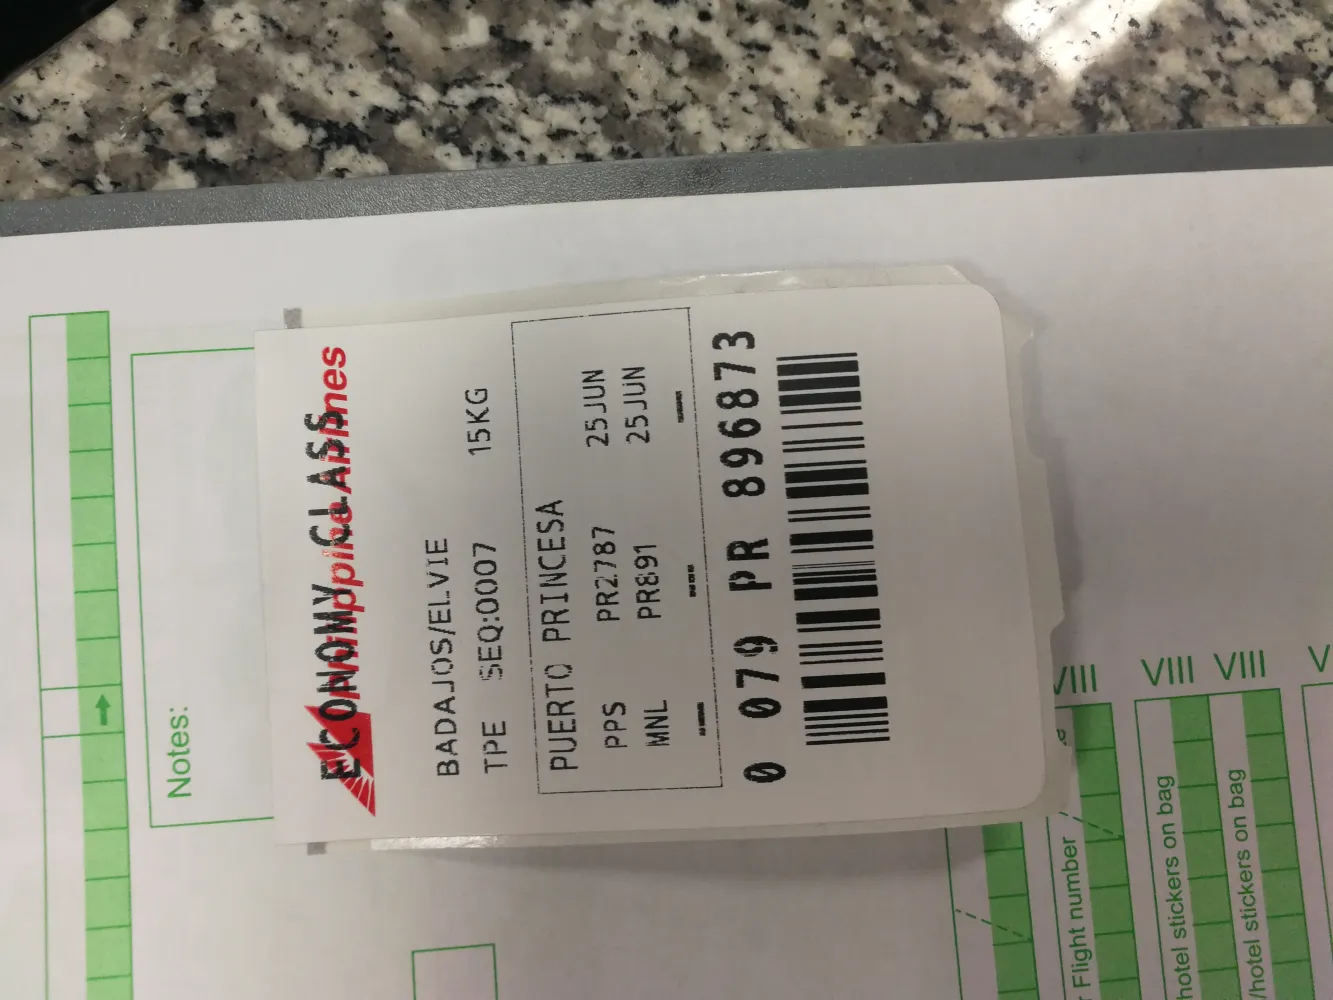 Philippine Airlines
ECONOMY CLASS
BADAJOS/ELVIE
TPE SEQ:0007 15KG
PUERTO PRINCESA
PPS PR2787 25JUN
MNL PR891 25JUN
0 079 PR 896873
Notes:
VIII
VIII
VIII
Flight number
hotel stickers on bag
/hotel stickers on bag